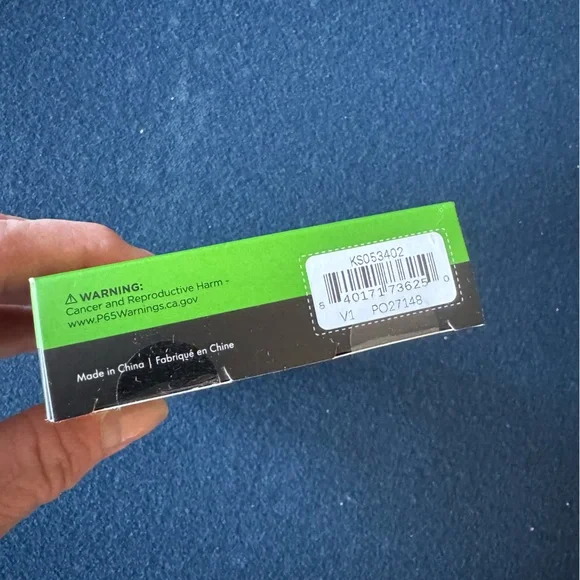 ⚠ WARNING:
Cancer and Reproductive Harm -
www.P65Warnings.ca.gov
Made in China | Fabriqué en Chine
KS053402
5 40171 73625 0
V1 PO27148